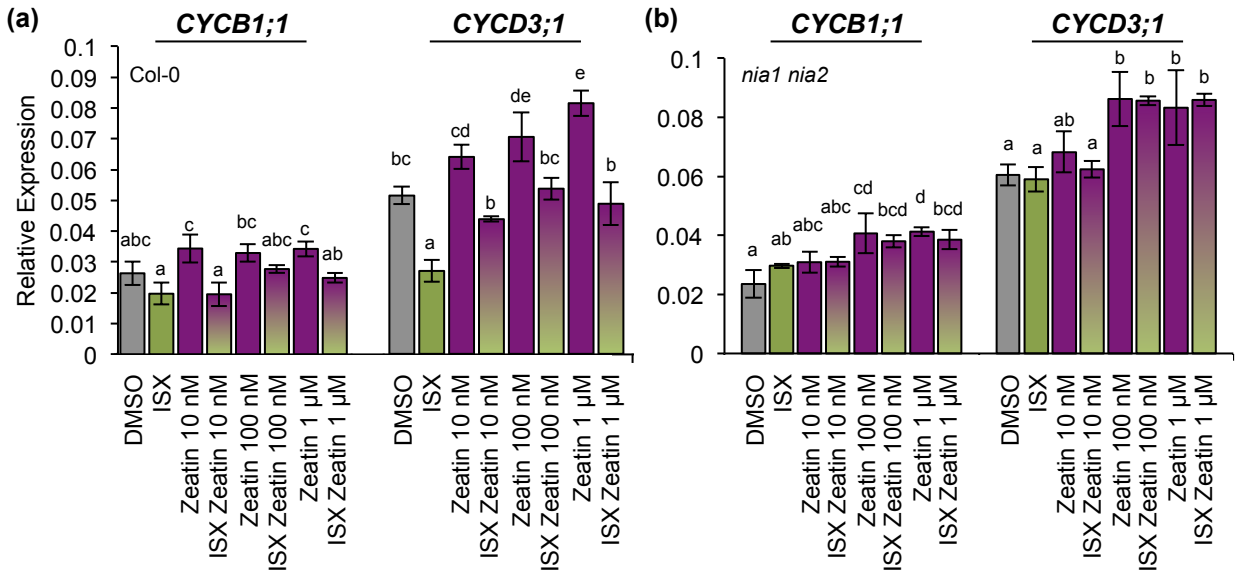 (a)
CYCB1;1
CYCD3;1
Relative Expression
0.1
0.09
0.08
0.07
0.06
0.05
0.04
0.03
0.02
0.01
0
Col-0
abc
a
c
a
bc
abc
c
ab
bc
a
cd
b
de
bc
e
b
DMSO
ISX
Zeatin 10 nM
ISX Zeatin 10 nM
Zeatin 100 nM
ISX Zeatin 100 nM
Zeatin 1 µM
ISX Zeatin 1 µM
DMSO
ISX
Zeatin 10 nM
ISX Zeatin 10 nM
Zeatin 100 nM
ISX Zeatin 100 nM
Zeatin 1 µM
ISX Zeatin 1 µM
(b)
CYCB1;1
CYCD3;1
0.1
0.08
0.06
0.04
0.02
0
nia1 nia2
a
ab
abc
abc
cd
bcd
d
bcd
a
a
ab
a
b
b
b
b
DMSO
ISX
Zeatin 10 nM
ISX Zeatin 10 nM
Zeatin 100 nM
ISX Zeatin 100 nM
Zeatin 1 µM
ISX Zeatin 1 µM
DMSO
ISX
Zeatin 10 nM
ISX Zeatin 10 nM
Zeatin 100 nM
ISX Zeatin 100 nM
Zeatin 1 µM
ISX Zeatin 1 µM